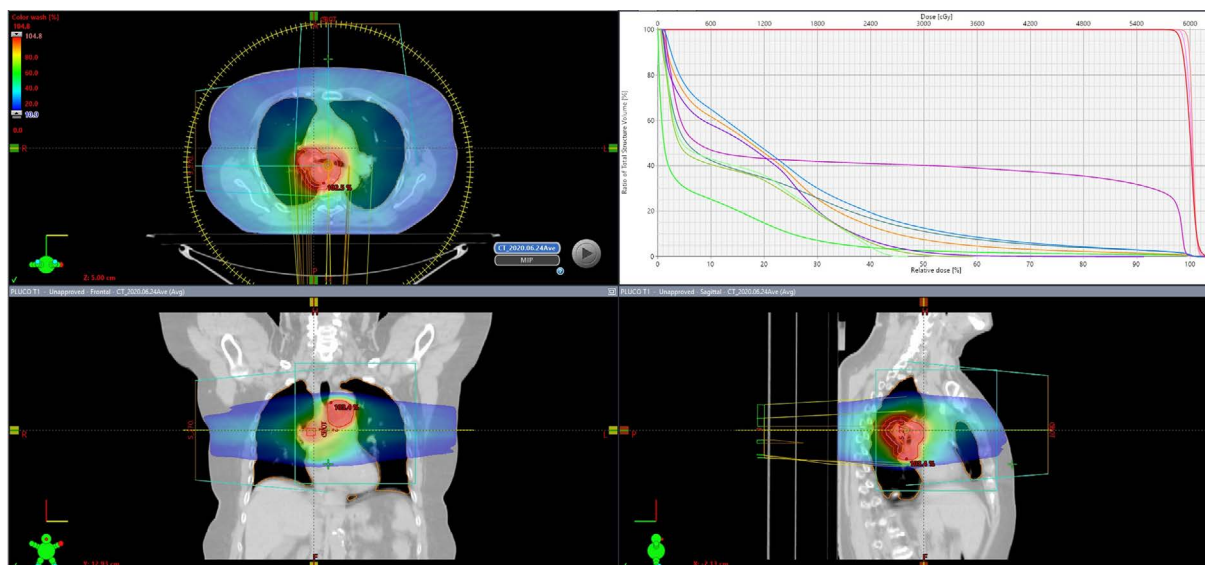 Color wash [%]
104.8
104.8
80.0
60.0
40.0
20.0
10.0
0.0
R
L
P
102.5 %
CT_2020.06.24Ave
MIP
Z: 5.00 cm
Dose [cGy]
0 600 1200 1800 2400 3000 3600 4200 4800 5400 6000
Ratio of Total Structure Volume [%]
100
80
60
40
20
0
0 10 20 30 40 50 60 70 80 90 100
Relative dose [%]
PLUCO T1 - Unapproved - Frontal - CT_2020.06.24Ave (Avg)
R
L
F
PLUCO T1 - Unapproved - Sagittal - CT_2020.06.24Ave (Avg)
P
F